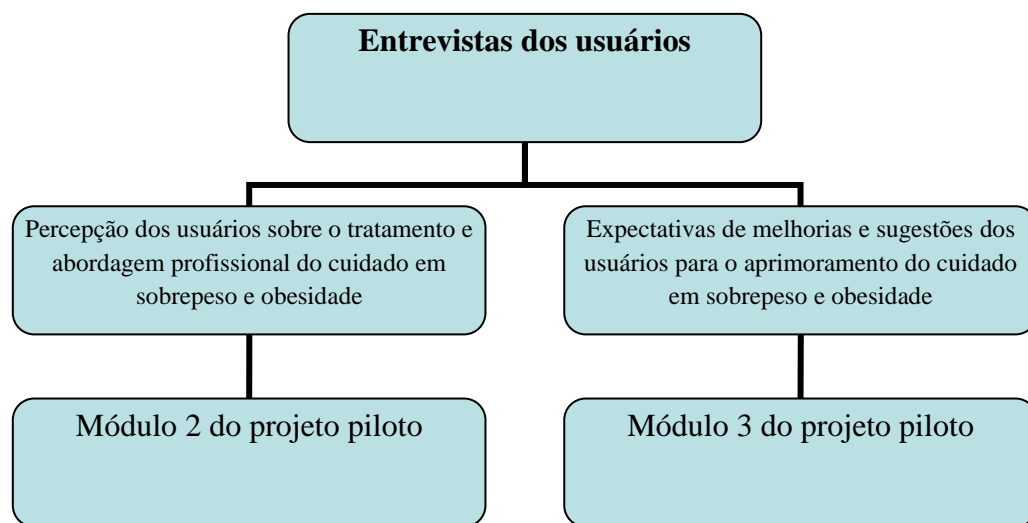 Entrevistas dos usuários
Percepção dos usuários sobre o tratamento e
abordagem profissional do cuidado em
sobrepeso e obesidade
Expectativas de melhorias e sugestões dos
usuários para o aprimoramento do cuidado
em sobrepeso e obesidade
Módulo 2 do projeto piloto
Módulo 3 do projeto piloto